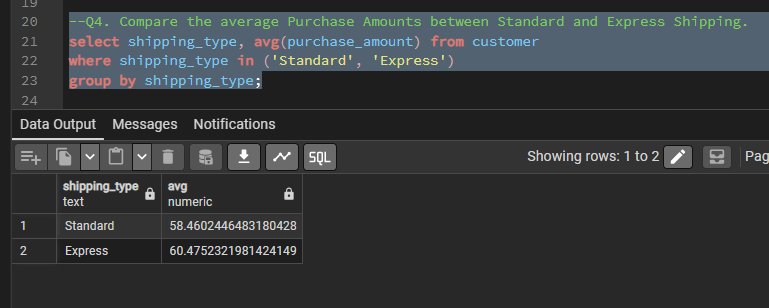 19
20 --Q4. Compare the average Purchase Amounts between Standard and Express Shipping.
21 select shipping_type, avg(purchase_amount) from customer
22 where shipping_type in ('Standard', 'Express')
23 group by shipping_type;
24
Data Output Messages Notifications
SQL Showing rows: 1 to 2 Pag
shipping_type avg
text numeric
1 Standard 58.4602446483180428
2 Express 60.4752321981424149